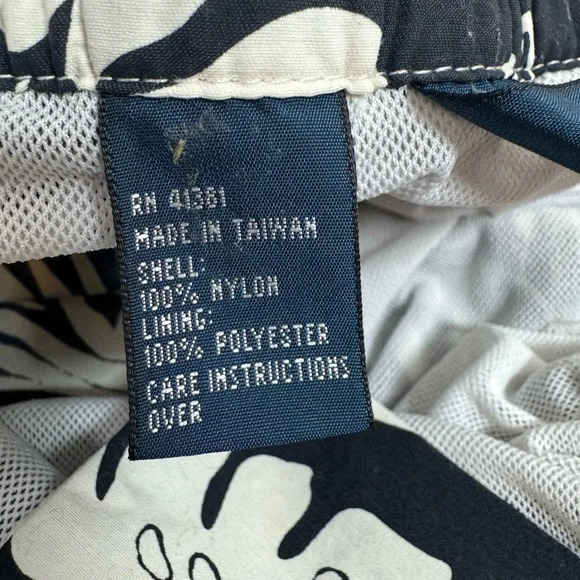 RN 41381
MADE IN TAIWAN
SHELL:
100% NYLON
LINING:
100% POLYESTER
CARE INSTRUCTIONS
OVER